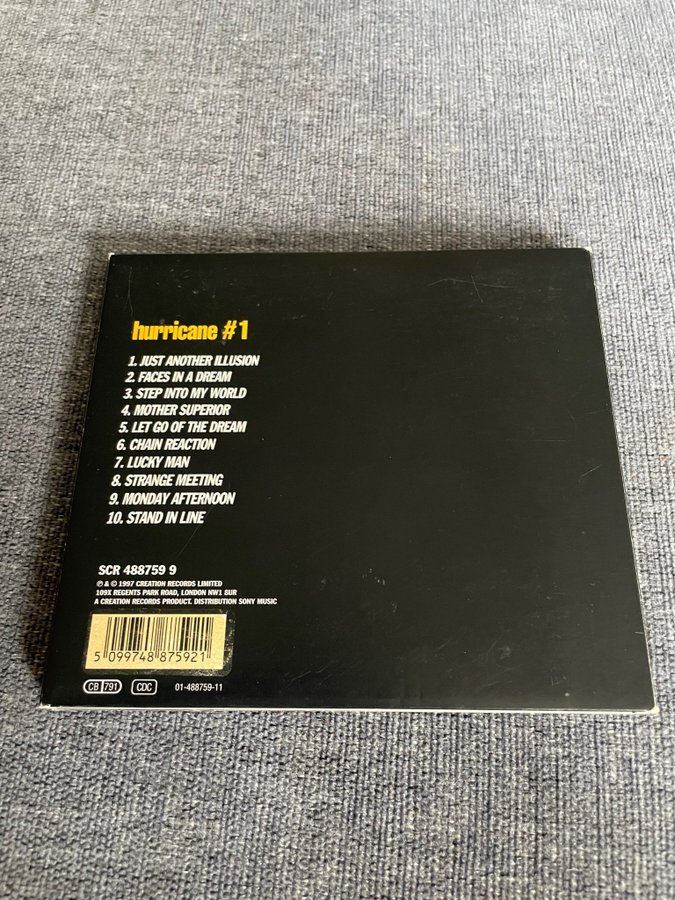 hurricane #1
1. JUST ANOTHER ILLUSION
2. FACES IN A DREAM
3. STEP INTO MY WORLD
4. MOTHER SUPERIOR
5. LET GO OF THE DREAM
6. CHAIN REACTION
7. LUCKY MAN
8. STRANGE MEETING
9. MONDAY AFTERNOON
10. STAND IN LINE
SCR 488759 9
℗ & © 1997 CREATION RECORDS LIMITED
109X REGENTS PARK ROAD, LONDON NW1 8UR
A CREATION RECORDS PRODUCT. DISTRIBUTION SONY MUSIC
5 099748 875921
CB 791 CDC 01-488759-11